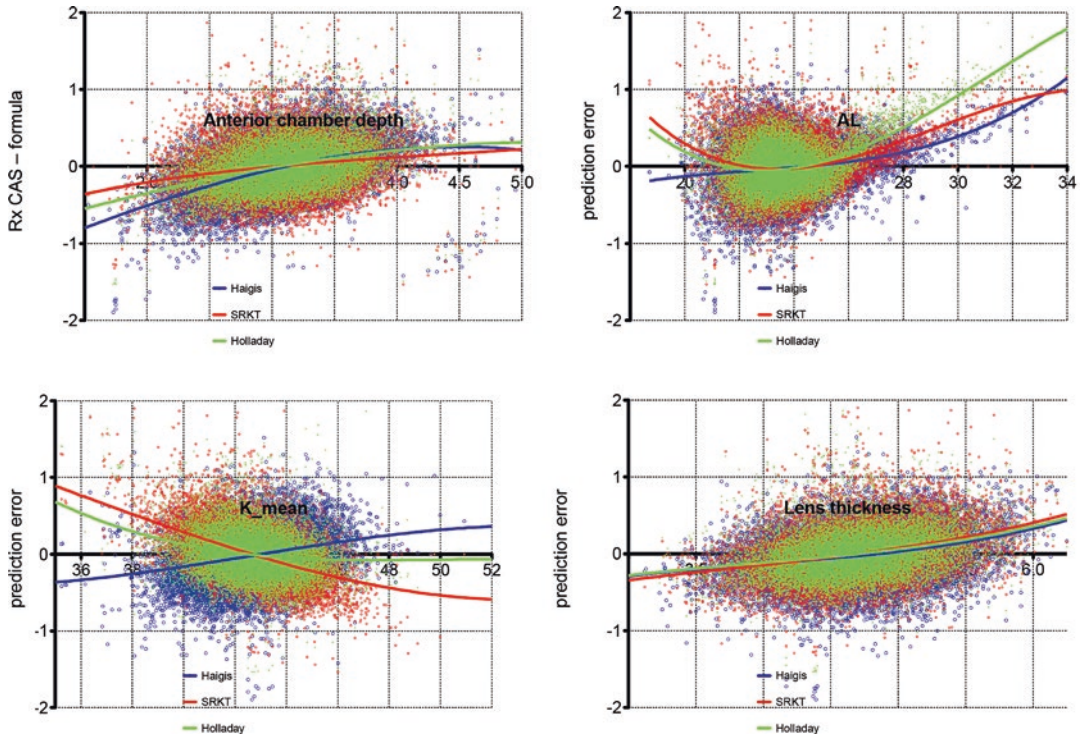 2
1
0
-1
-2
Rx CAS – formula
Anterior chamber depth
4.0
4.5
5.0
Haigis
SRKT
Holladay
2
1
0
-1
-2
prediction error
AL
20
28
30
32
34
Haigis
SRKT
Holladay
2
1
0
-1
-2
prediction error
K_mean
36
38
48
50
52
Haigis
SRKT
Holladay
2
1
0
-1
-2
prediction error
Lens thickness
6.0
Haigis
SRKT
Holladay